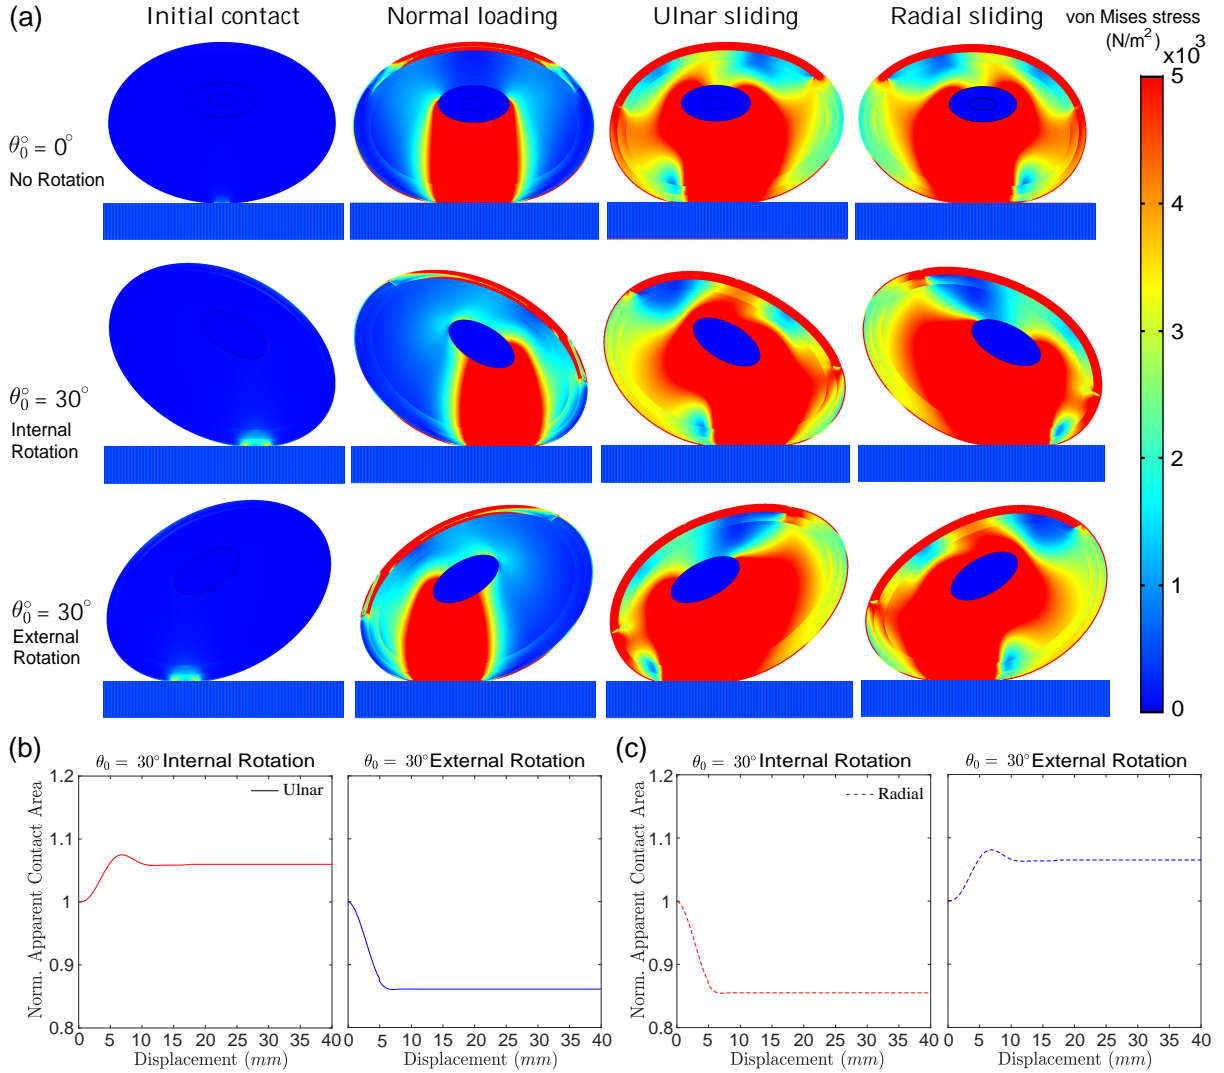 (a)
Initial contact
Normal loading
Ulnar sliding
Radial sliding
von Mises stress
(N/m²)
×10³
5
4
3
2
1
0
θ₀° = 0°
No Rotation
θ₀° = 30°
Internal
Rotation
θ₀° = 30°
External
Rotation
(b)
θ₀ = 30° Internal Rotation
θ₀ = 30° External Rotation
Norm. Apparent Contact Area
1.2
1.1
1
0.9
0.8
Ulnar
0 5 10 15 20 25 30 35 40
0 5 10 15 20 25 30 35 40
Displacement (mm)
Displacement (mm)
(c)
θ₀ = 30° Internal Rotation
θ₀ = 30° External Rotation
Norm. Apparent Contact Area
1.2
1.1
1
0.9
0.8
Radial
0 5 10 15 20 25 30 35 40
0 5 10 15 20 25 30 35 40
Displacement (mm)
Displacement (mm)